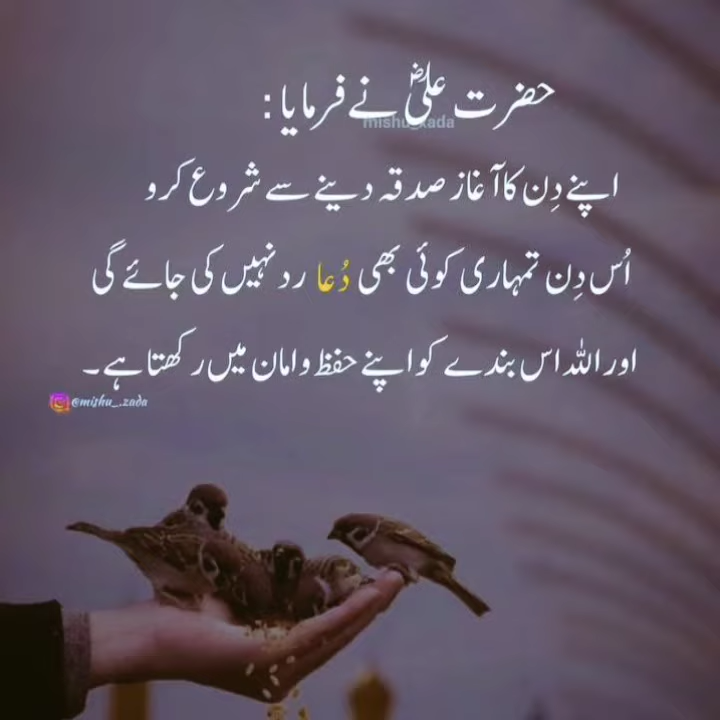 حضرت علیؓ نے فرمایا :
mishu_zada
اپنے دِن کا آغاز صدقہ دینے سے شروع کرو
اُس دِن تمہاری کوئی بھی دُعا رد نہیں کی جائے گی
اور اللہ اس بندے کو اپنے حفظ و امان میں رکھتا ہے۔
@mishu_.zada